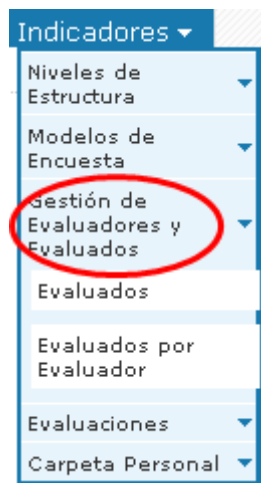 Indicadores
Niveles de
Estructura
Modelos de
Encuesta
Gestión de
Evaluadores y
Evaluados
Evaluados
Evaluados por
Evaluador
Evaluaciones
Carpeta Personal